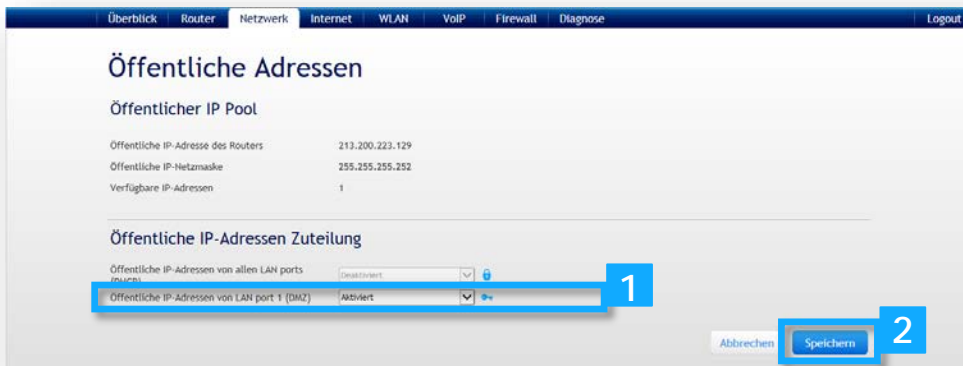 Überblick Router Netzwerk Internet WLAN VoIP Firewall Diagnose Logout
Öffentliche Adressen
Öffentlicher IP Pool
Öffentliche IP-Adresse des Routers 213.200.223.129
Öffentliche IP-Netzmaske 255.255.255.252
Verfügbare IP-Adressen 1
Öffentliche IP-Adressen Zuteilung
Öffentliche IP-Adressen von allen LAN ports Deaktiviert
(DHCP)
1
Öffentliche IP-Adressen von LAN port 1 (DMZ) Aktiviert
Abbrechen Speichern 2